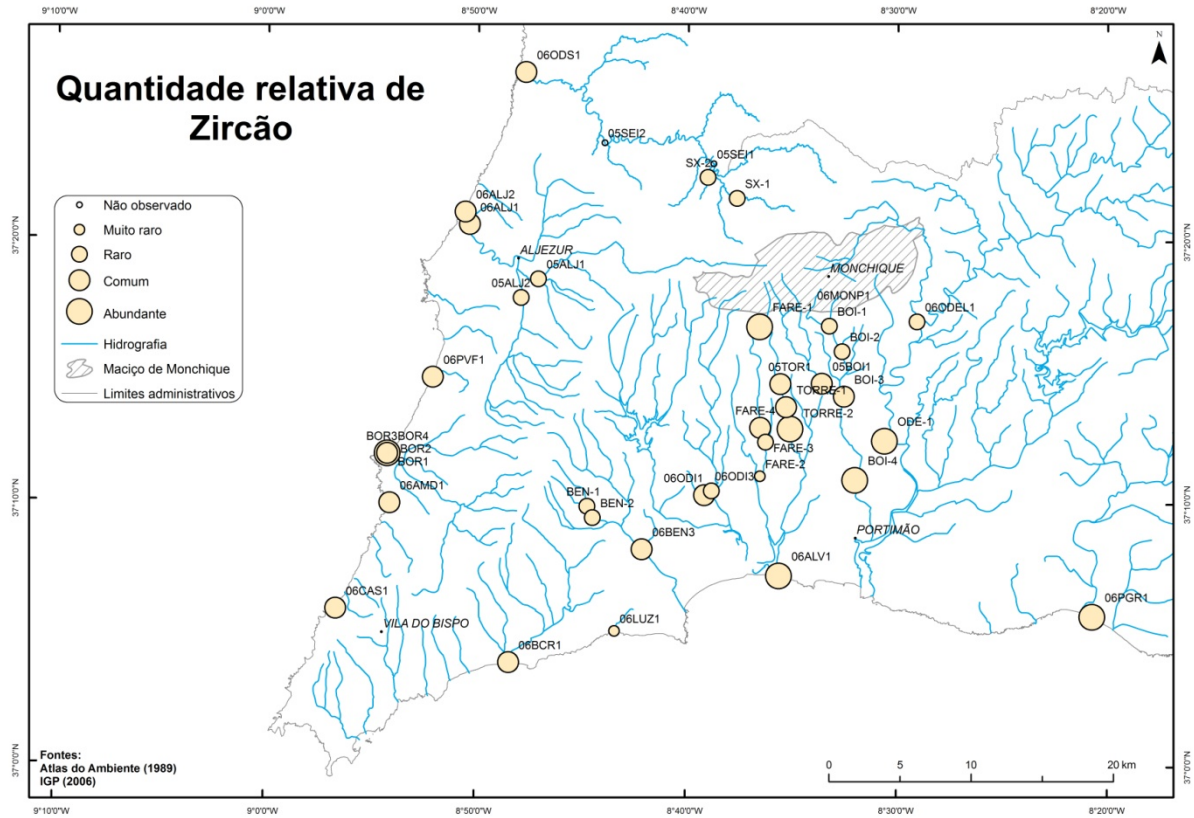 9°10'0"W 9°0'0"W 8°50'0"W 8°40'0"W 8°30'0"W 8°20'0"W
N
Quantidade relativa de
Zircão
Não observado
Muito raro
Raro
Comum
Abundante
Hidrografia
Maciço de Monchique
Limites administrativos
06ODS1
05SEI2
05SEI1
SX-2
SX-1
06ALJ2
06ALJ1
37°20'0"N
37°20'0"N
ALJEZUR
05ALJ1
05ALJ2
MONCHIQUE
06MONP1
FARE-1
BOI-1
06ODEL1
BOI-2
06PVF1
05TOR1
05BOI1
BOI-3
TORRE-1
FARE-4
TORRE-2
ODE-1
BOR3BOR4
BOR2
BOR1
FARE-3
FARE-2
BOI-4
06AMD1
06ODI1
06ODI3
BEN-1
BEN-2
37°10'0"N
37°10'0"N
06BEN3
PORTIMÃO
06ALV1
06CAS1
VILA DO BISPO
06LUZ1
06PGR1
06BCR1
37°0'0"N
37°0'0"N
Fontes:
Atlas do Ambiente (1989)
IGP (2006)
0 5 10 20 km
9°10'0"W 9°0'0"W 8°50'0"W 8°40'0"W 8°30'0"W 8°20'0"W